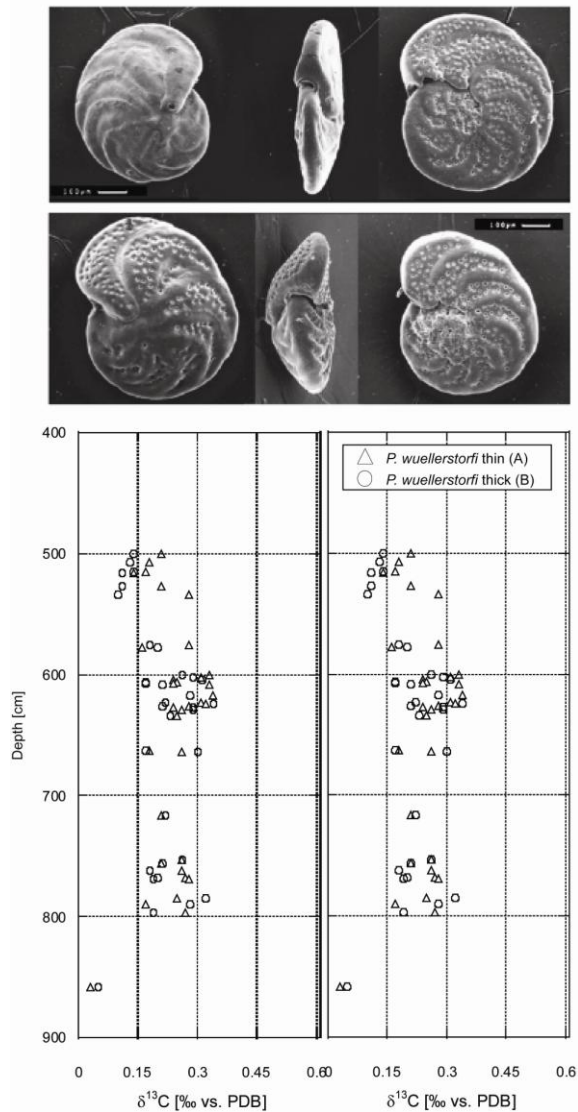 100µm
100µm
400
500
600
700
800
900
Depth [cm]
P. wuellerstorfi thin (A)
P. wuellerstorfi thick (B)
0 0.15 0.3 0.45 0.6
0 0.15 0.3 0.45 0.6
δ¹³C [‰ vs. PDB]
δ¹³C [‰ vs. PDB]